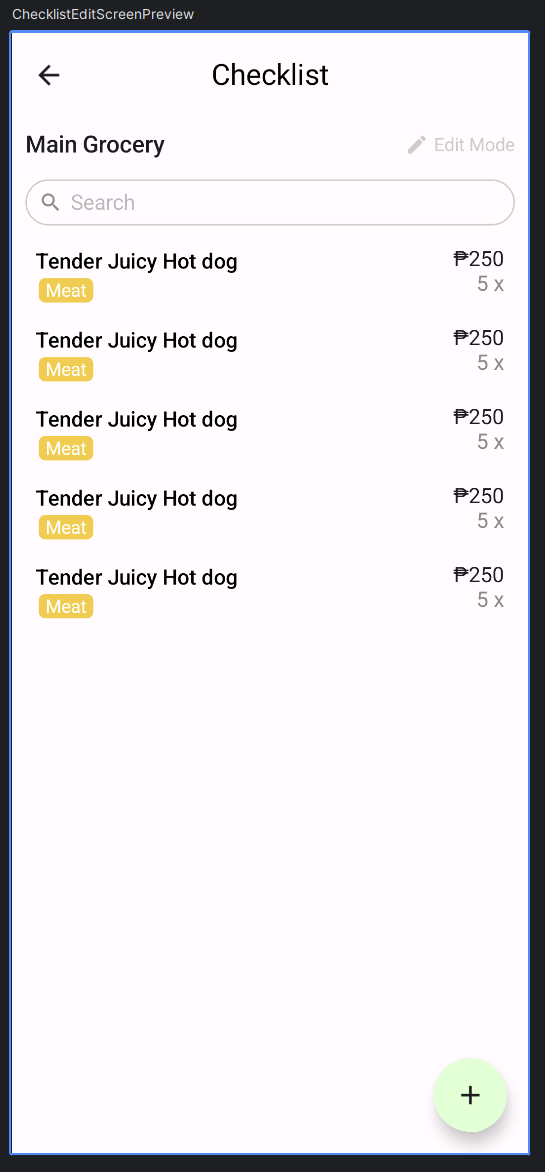 ChecklistEditScreenPreview
Checklist
Main Grocery
Edit Mode
Search
Tender Juicy Hot dog
₱250
Meat
5 x
Tender Juicy Hot dog
₱250
Meat
5 x
Tender Juicy Hot dog
₱250
Meat
5 x
Tender Juicy Hot dog
₱250
Meat
5 x
Tender Juicy Hot dog
₱250
Meat
5 x
+